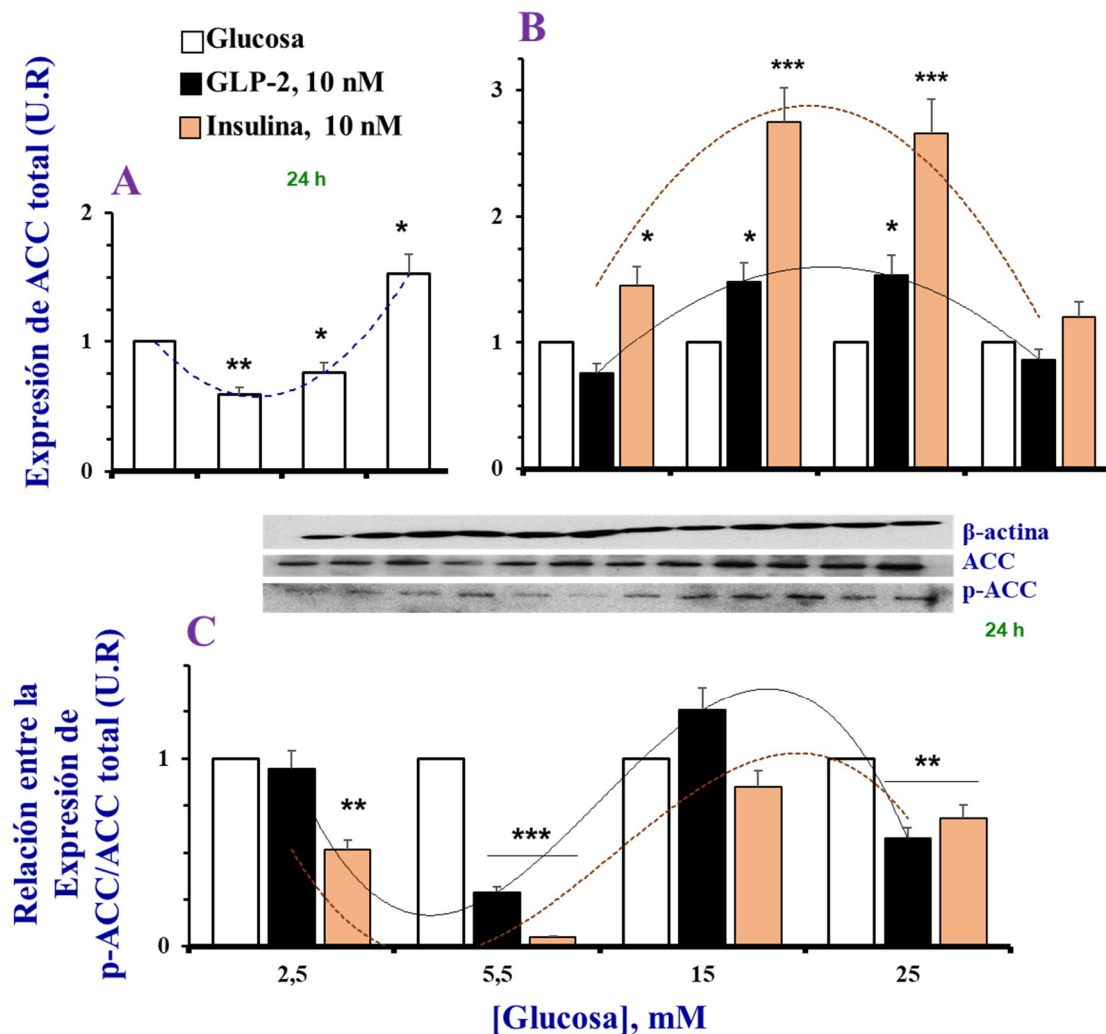 Glucosa
GLP-2, 10 nM
Insulina, 10 nM
24 h
A
Expresión de ACC total (U.R)
2
1
0
**
*
*
B
3
2
1
0
*
*
***
*
***
β-actina
ACC
p-ACC
24 h
C
Relación entre la
Expresión de
p-ACC/ACC total (U.R)
1
0
**
***
**
2,5
5,5
15
25
[Glucosa], mM